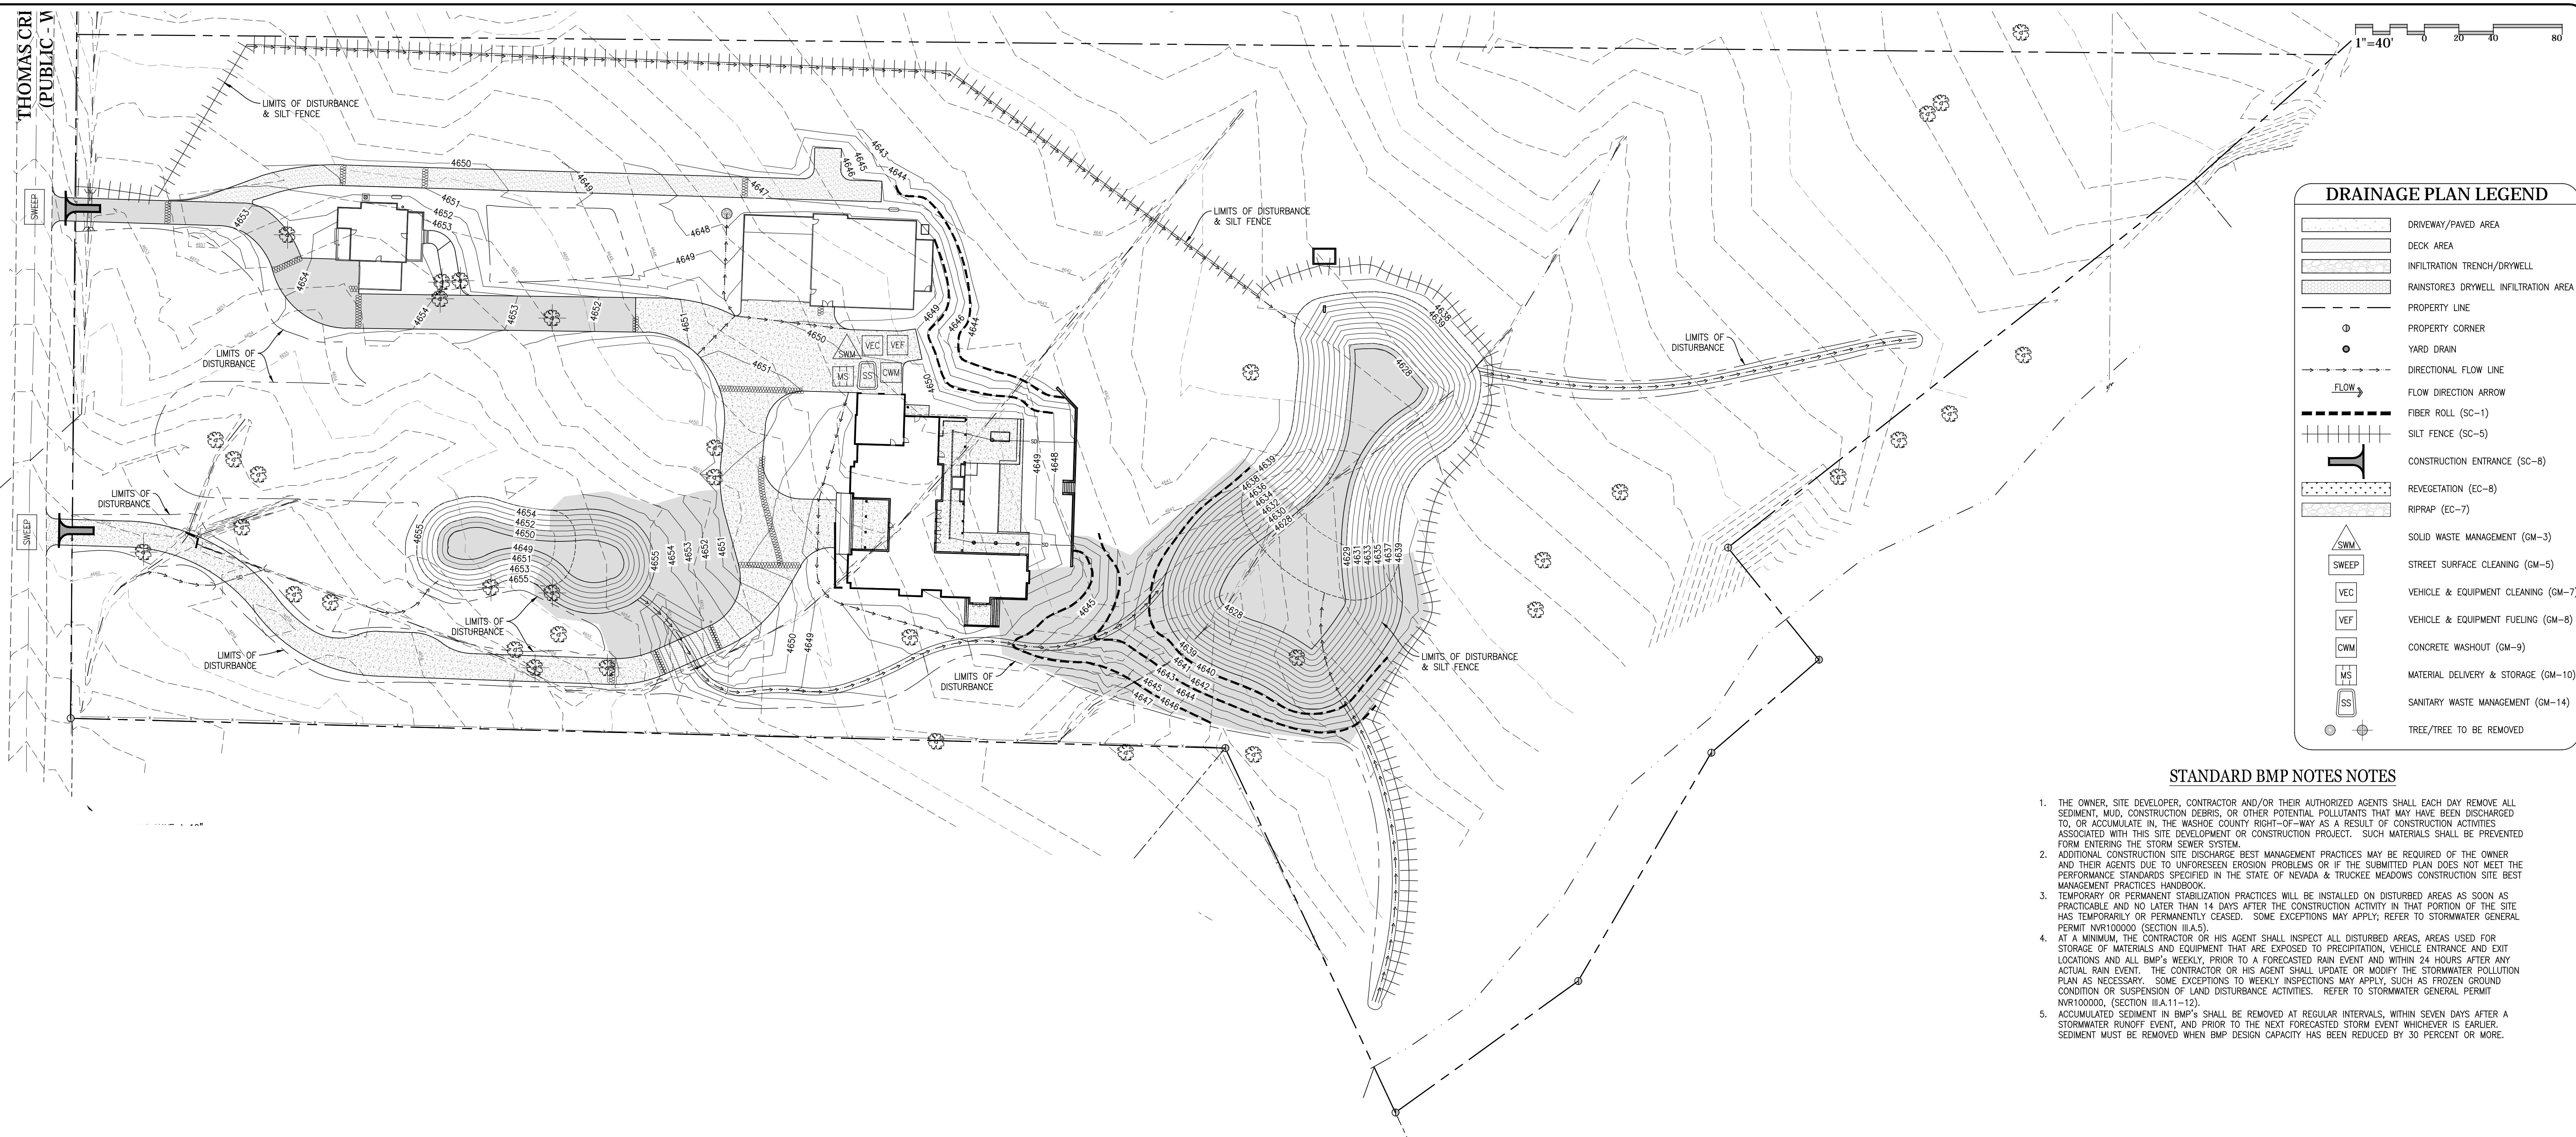 THOMAS CRE
(PUBLIC - W
1"=40'
0 20 40 80
LIMITS OF DISTURBANCE
& SILT FENCE
4650
4649
4647
4643
4645
4646
4644
SWEEP
4653
4651
4652
4653
4654
4648
4649
4654
4653
4652
4651
4650
4651
4649
4646
4644
4650
SWM
VEC
VEF
MS
SS
CWM
LIMITS OF
DISTURBANCE
LIMITS OF DISTURBANCE
& SILT FENCE
4638
4639
4628
LIMITS OF
DISTURBANCE
SD
4649
4648
SD
LIMITS OF
DISTURBANCE
SWEEP
4655
4654
4652
4650
4649
4651
4653
4655
4655
4654
4653
4652
4651
LIMITS OF
DISTURBANCE
LIMITS OF
DISTURBANCE
4650
4649
4645
4639
4638
4636
4634
4632
4630
4628
4629
4631
4633
4635
4637
4639
4628
4639
4640
4641
4642
4643
4644
4645
4646
4647
LIMITS OF
DISTURBANCE
LIMITS OF DISTURBANCE
& SILT FENCE
DRAINAGE PLAN LEGEND
DRIVEWAY/PAVED AREA
DECK AREA
INFILTRATION TRENCH/DRYWELL
RAINSTORE3 DRYWELL INFILTRATION AREA
PROPERTY LINE
PROPERTY CORNER
YARD DRAIN
DIRECTIONAL FLOW LINE
FLOW FLOW DIRECTION ARROW
FIBER ROLL (SC-1)
SILT FENCE (SC-5)
CONSTRUCTION ENTRANCE (SC-8)
REVEGETATION (EC-8)
RIPRAP (EC-7)
SWM SOLID WASTE MANAGEMENT (GM-3)
SWEEP STREET SURFACE CLEANING (GM-5)
VEC VEHICLE & EQUIPMENT CLEANING (GM-7)
VEF VEHICLE & EQUIPMENT FUELING (GM-8)
CWM CONCRETE WASHOUT (GM-9)
MS MATERIAL DELIVERY & STORAGE (GM-10)
SS SANITARY WASTE MANAGEMENT (GM-14)
TREE/TREE TO BE REMOVED
STANDARD BMP NOTES NOTES
1. THE OWNER, SITE DEVELOPER, CONTRACTOR AND/OR THEIR AUTHORIZED AGENTS SHALL EACH DAY REMOVE ALL
SEDIMENT, MUD, CONSTRUCTION DEBRIS, OR OTHER POTENTIAL POLLUTANTS THAT MAY HAVE BEEN DISCHARGED
TO, OR ACCUMULATE IN, THE WASHOE COUNTY RIGHT-OF-WAY AS A RESULT OF CONSTRUCTION ACTIVITIES
ASSOCIATED WITH THIS SITE DEVELOPMENT OR CONSTRUCTION PROJECT. SUCH MATERIALS SHALL BE PREVENTED
FORM ENTERING THE STORM SEWER SYSTEM.
2. ADDITIONAL CONSTRUCTION SITE DISCHARGE BEST MANAGEMENT PRACTICES MAY BE REQUIRED OF THE OWNER
AND THEIR AGENTS DUE TO UNFORESEEN EROSION PROBLEMS OR IF THE SUBMITTED PLAN DOES NOT MEET THE
PERFORMANCE STANDARDS SPECIFIED IN THE STATE OF NEVADA & TRUCKEE MEADOWS CONSTRUCTION SITE BEST
MANAGEMENT PRACTICES HANDBOOK.
3. TEMPORARY OR PERMANENT STABILIZATION PRACTICES WILL BE INSTALLED ON DISTURBED AREAS AS SOON AS
PRACTICABLE AND NO LATER THAN 14 DAYS AFTER THE CONSTRUCTION ACTIVITY IN THAT PORTION OF THE SITE
HAS TEMPORARILY OR PERMANENTLY CEASED. SOME EXCEPTIONS MAY APPLY; REFER TO STORMWATER GENERAL
PERMIT NVR100000 (SECTION III.A.5).
4. AT A MINIMUM, THE CONTRACTOR OR HIS AGENT SHALL INSPECT ALL DISTURBED AREAS, AREAS USED FOR
STORAGE OF MATERIALS AND EQUIPMENT THAT ARE EXPOSED TO PRECIPITATION, VEHICLE ENTRANCE AND EXIT
LOCATIONS AND ALL BMP's WEEKLY, PRIOR TO A FORECASTED RAIN EVENT AND WITHIN 24 HOURS AFTER ANY
ACTUAL RAIN EVENT. THE CONTRACTOR OR HIS AGENT SHALL UPDATE OR MODIFY THE STORMWATER POLLUTION
PLAN AS NECESSARY. SOME EXCEPTIONS TO WEEKLY INSPECTIONS MAY APPLY, SUCH AS FROZEN GROUND
CONDITION OR SUSPENSION OF LAND DISTURBANCE ACTIVITIES. REFER TO STORMWATER GENERAL PERMIT
NVR100000, (SECTION III.A.11-12).
5. ACCUMULATED SEDIMENT IN BMP's SHALL BE REMOVED AT REGULAR INTERVALS, WITHIN SEVEN DAYS AFTER A
STORMWATER RUNOFF EVENT, AND PRIOR TO THE NEXT FORECASTED STORM EVENT WHICHEVER IS EARLIER.
SEDIMENT MUST BE REMOVED WHEN BMP DESIGN CAPACITY HAS BEEN REDUCED BY 30 PERCENT OR MORE.